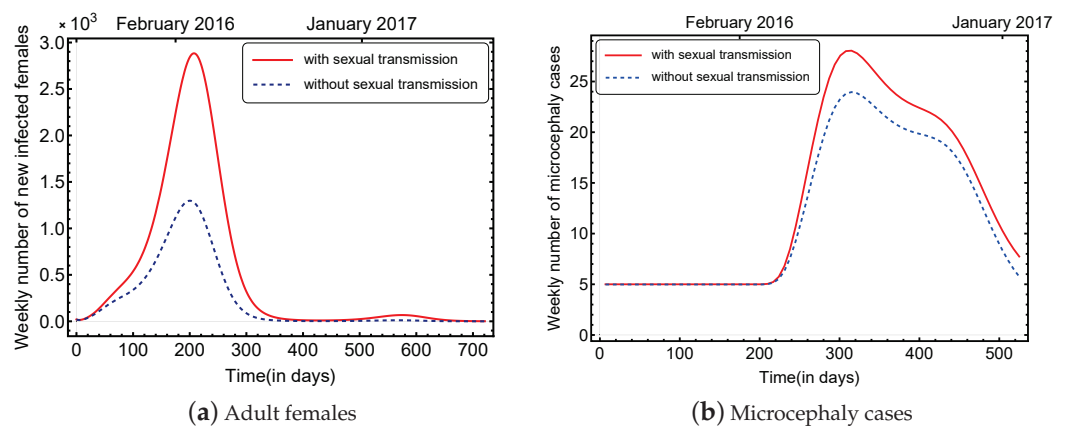 × 10³
February 2016
January 2017
Weekly number of new infected females
3.0
2.5
2.0
1.5
1.0
0.5
0.0
with sexual transmission
without sexual transmission
0
100
200
300
400
500
600
700
Time(in days)
(a) Adult females
February 2016
January 2017
Weekly number of microcephaly cases
25
20
15
10
5
0
with sexual transmission
without sexual transmission
0
100
200
300
400
500
Time(in days)
(b) Microcephaly cases